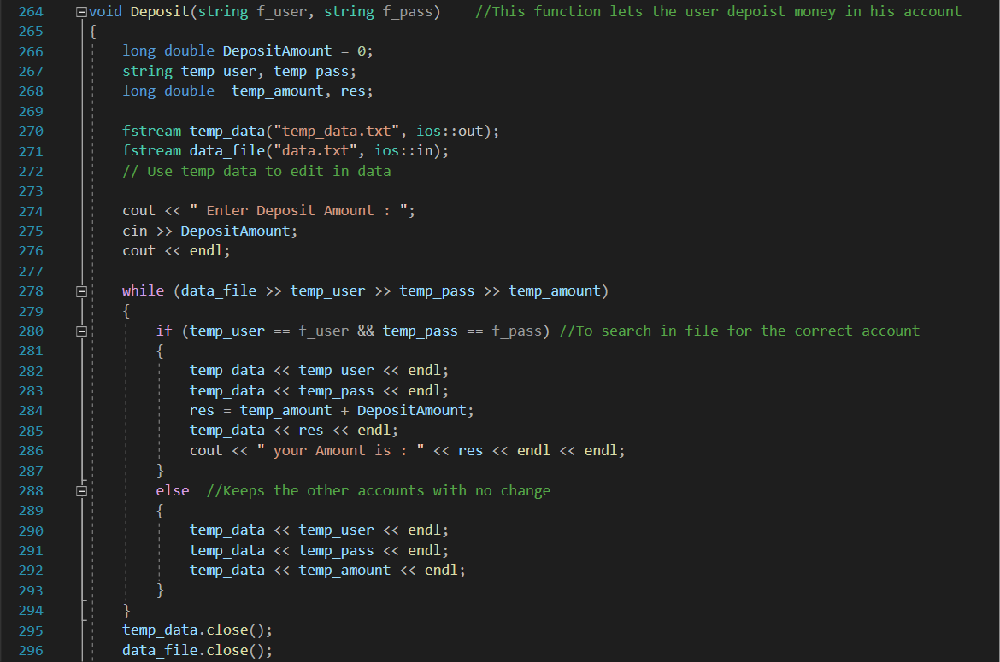 264 void Deposit(string f_user, string f_pass)    //This function lets the user depoist money in his account
265 {
266     long double DepositAmount = 0;
267     string temp_user, temp_pass;
268     long double  temp_amount, res;
269
270     fstream temp_data("temp_data.txt", ios::out);
271     fstream data_file("data.txt", ios::in);
272     // Use temp_data to edit in data
273
274     cout << " Enter Deposit Amount : ";
275     cin >> DepositAmount;
276     cout << endl;
277
278     while (data_file >> temp_user >> temp_pass >> temp_amount)
279     {
280         if (temp_user == f_user && temp_pass == f_pass) //To search in file for the correct account
281         {
282             temp_data << temp_user << endl;
283             temp_data << temp_pass << endl;
284             res = temp_amount + DepositAmount;
285             temp_data << res << endl;
286             cout << " your Amount is : " << res << endl << endl;
287         }
288         else  //Keeps the other accounts with no change
289         {
290             temp_data << temp_user << endl;
291             temp_data << temp_pass << endl;
292             temp_data << temp_amount << endl;
293         }
294     }
295     temp_data.close();
296     data_file.close();